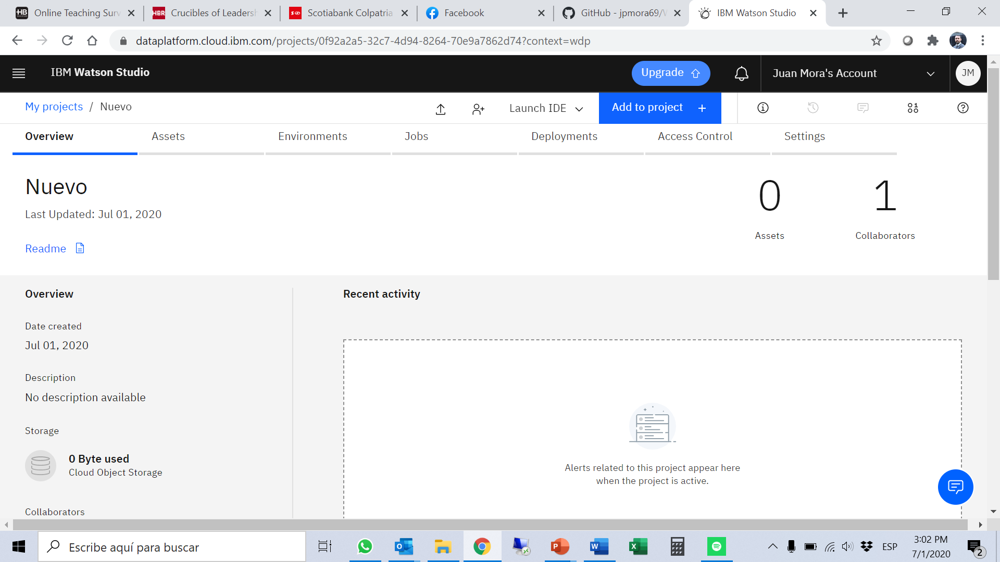 Online Teaching Surv
Crucibles of Leadersh
Scotiabank Colpatria
Facebook
GitHub - jpmora69/W
IBM Watson Studio
dataplatform.cloud.ibm.com/projects/0f92a2a5-32c7-4d94-8264-70e9a7862d74?context=wdp
IBM Watson Studio
Upgrade
Juan Mora's Account
JM
My projects / Nuevo
Launch IDE
Add to project +
Overview
Assets
Environments
Jobs
Deployments
Access Control
Settings
Nuevo
Last Updated: Jul 01, 2020
Readme
0
Assets
1
Collaborators
Overview
Date created
Jul 01, 2020
Description
No description available
Storage
0 Byte used
Cloud Object Storage
Collaborators
Recent activity
Alerts related to this project appear here
when the project is active.
Escribe aquí para buscar
ESP
3:02 PM
7/1/2020
2